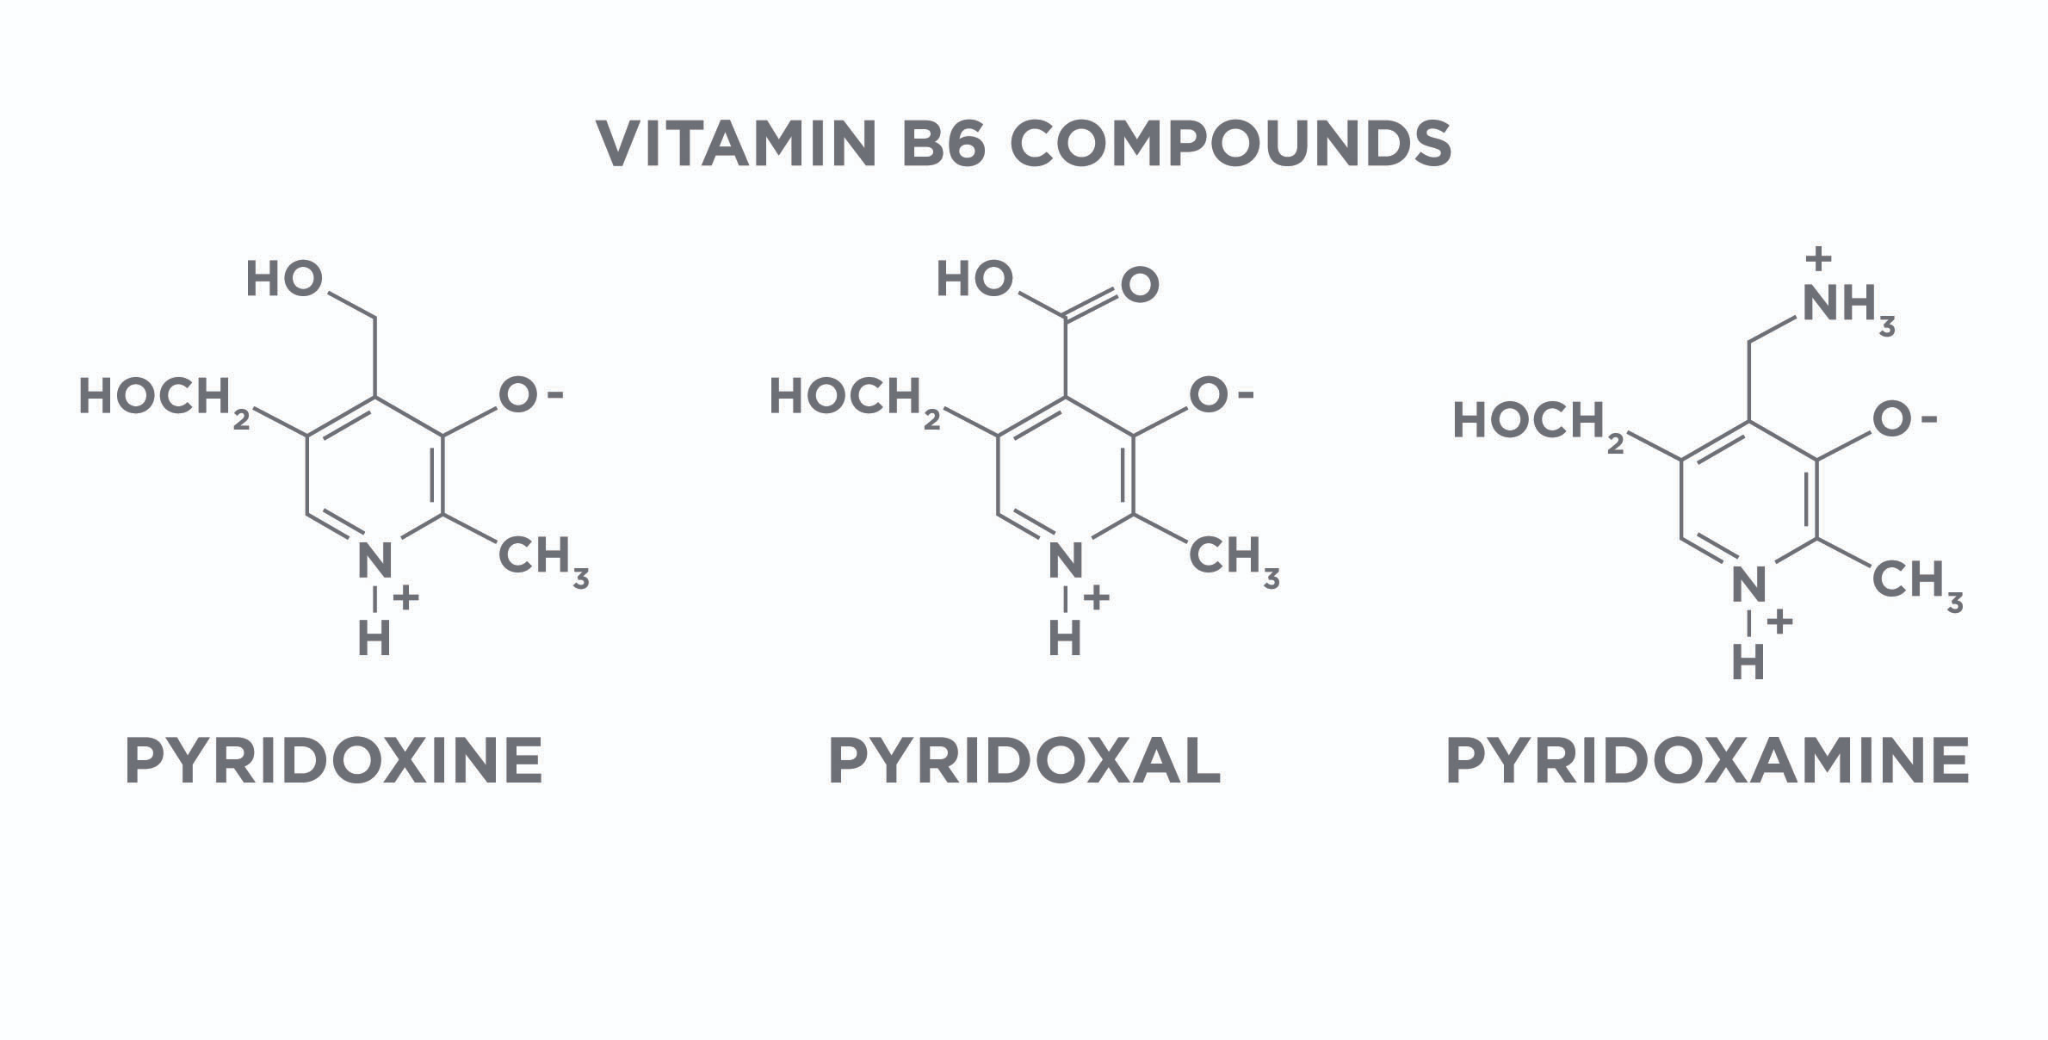 VITAMIN B6 COMPOUNDS
HO
HOCH2
O -
CH3
N
+
H
PYRIDOXINE
HO
O
HOCH2
O -
CH3
N
+
H
PYRIDOXAL
+
NH3
HOCH2
O -
CH3
N
+
H
PYRIDOXAMINE